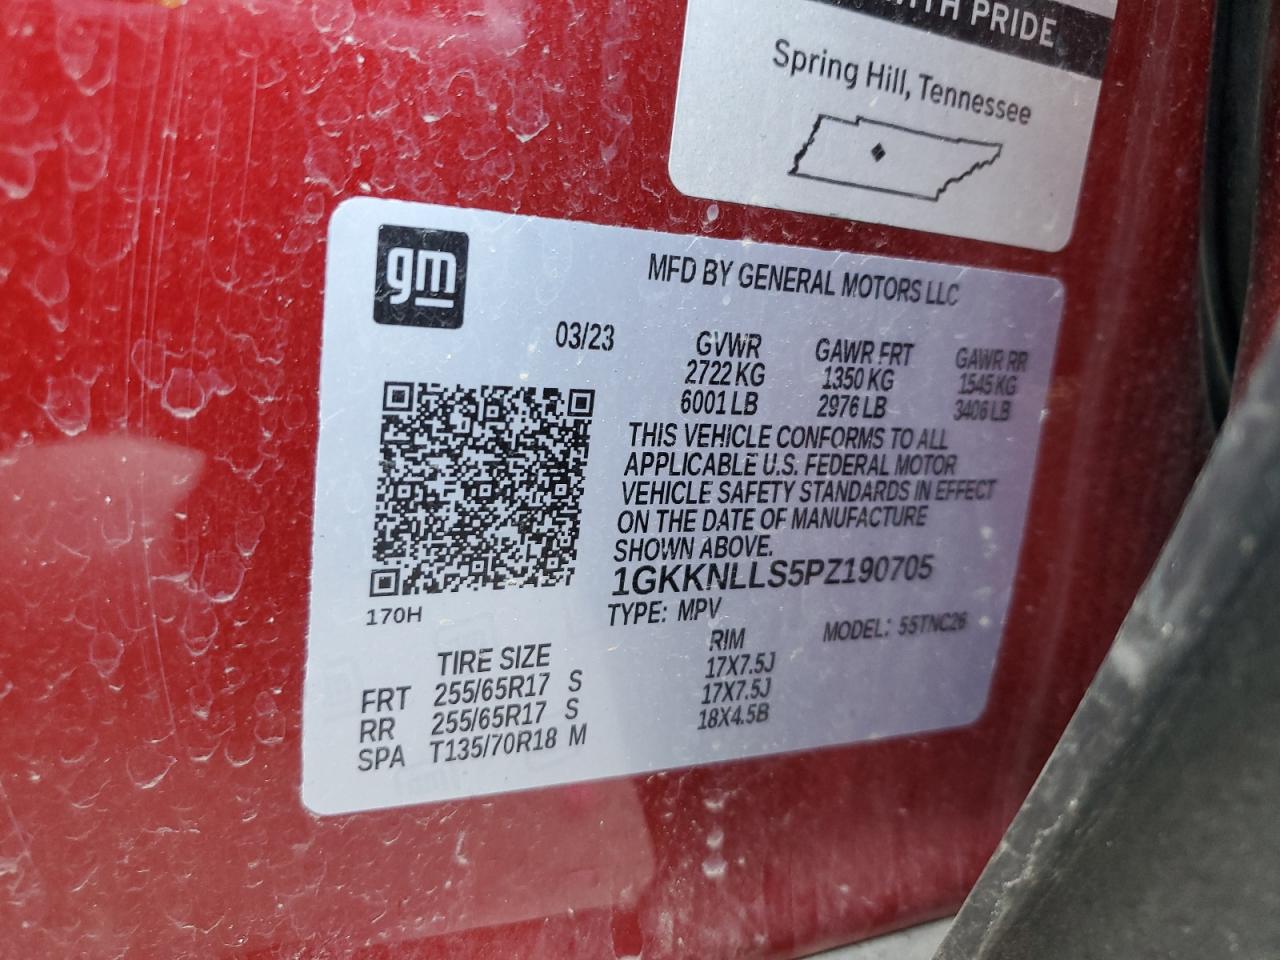 WITH PRIDE
Spring Hill, Tennessee
gm
MFD BY GENERAL MOTORS LLC
03/23
GVWR GAWR FRT GAWR RR
2722 KG 1350 KG 1545 KG
6001 LB 2976 LB 3406 LB
THIS VEHICLE CONFORMS TO ALL
APPLICABLE U.S. FEDERAL MOTOR
VEHICLE SAFETY STANDARDS IN EFFECT
ON THE DATE OF MANUFACTURE
SHOWN ABOVE.
1GKKNLLS5PZ190705
170H
TYPE: MPV MODEL: 55TNC26
TIRE SIZE RIM
FRT 255/65R17 S 17X7.5J
RR 255/65R17 S 17X7.5J
SPA T135/70R18 M 18X4.5B